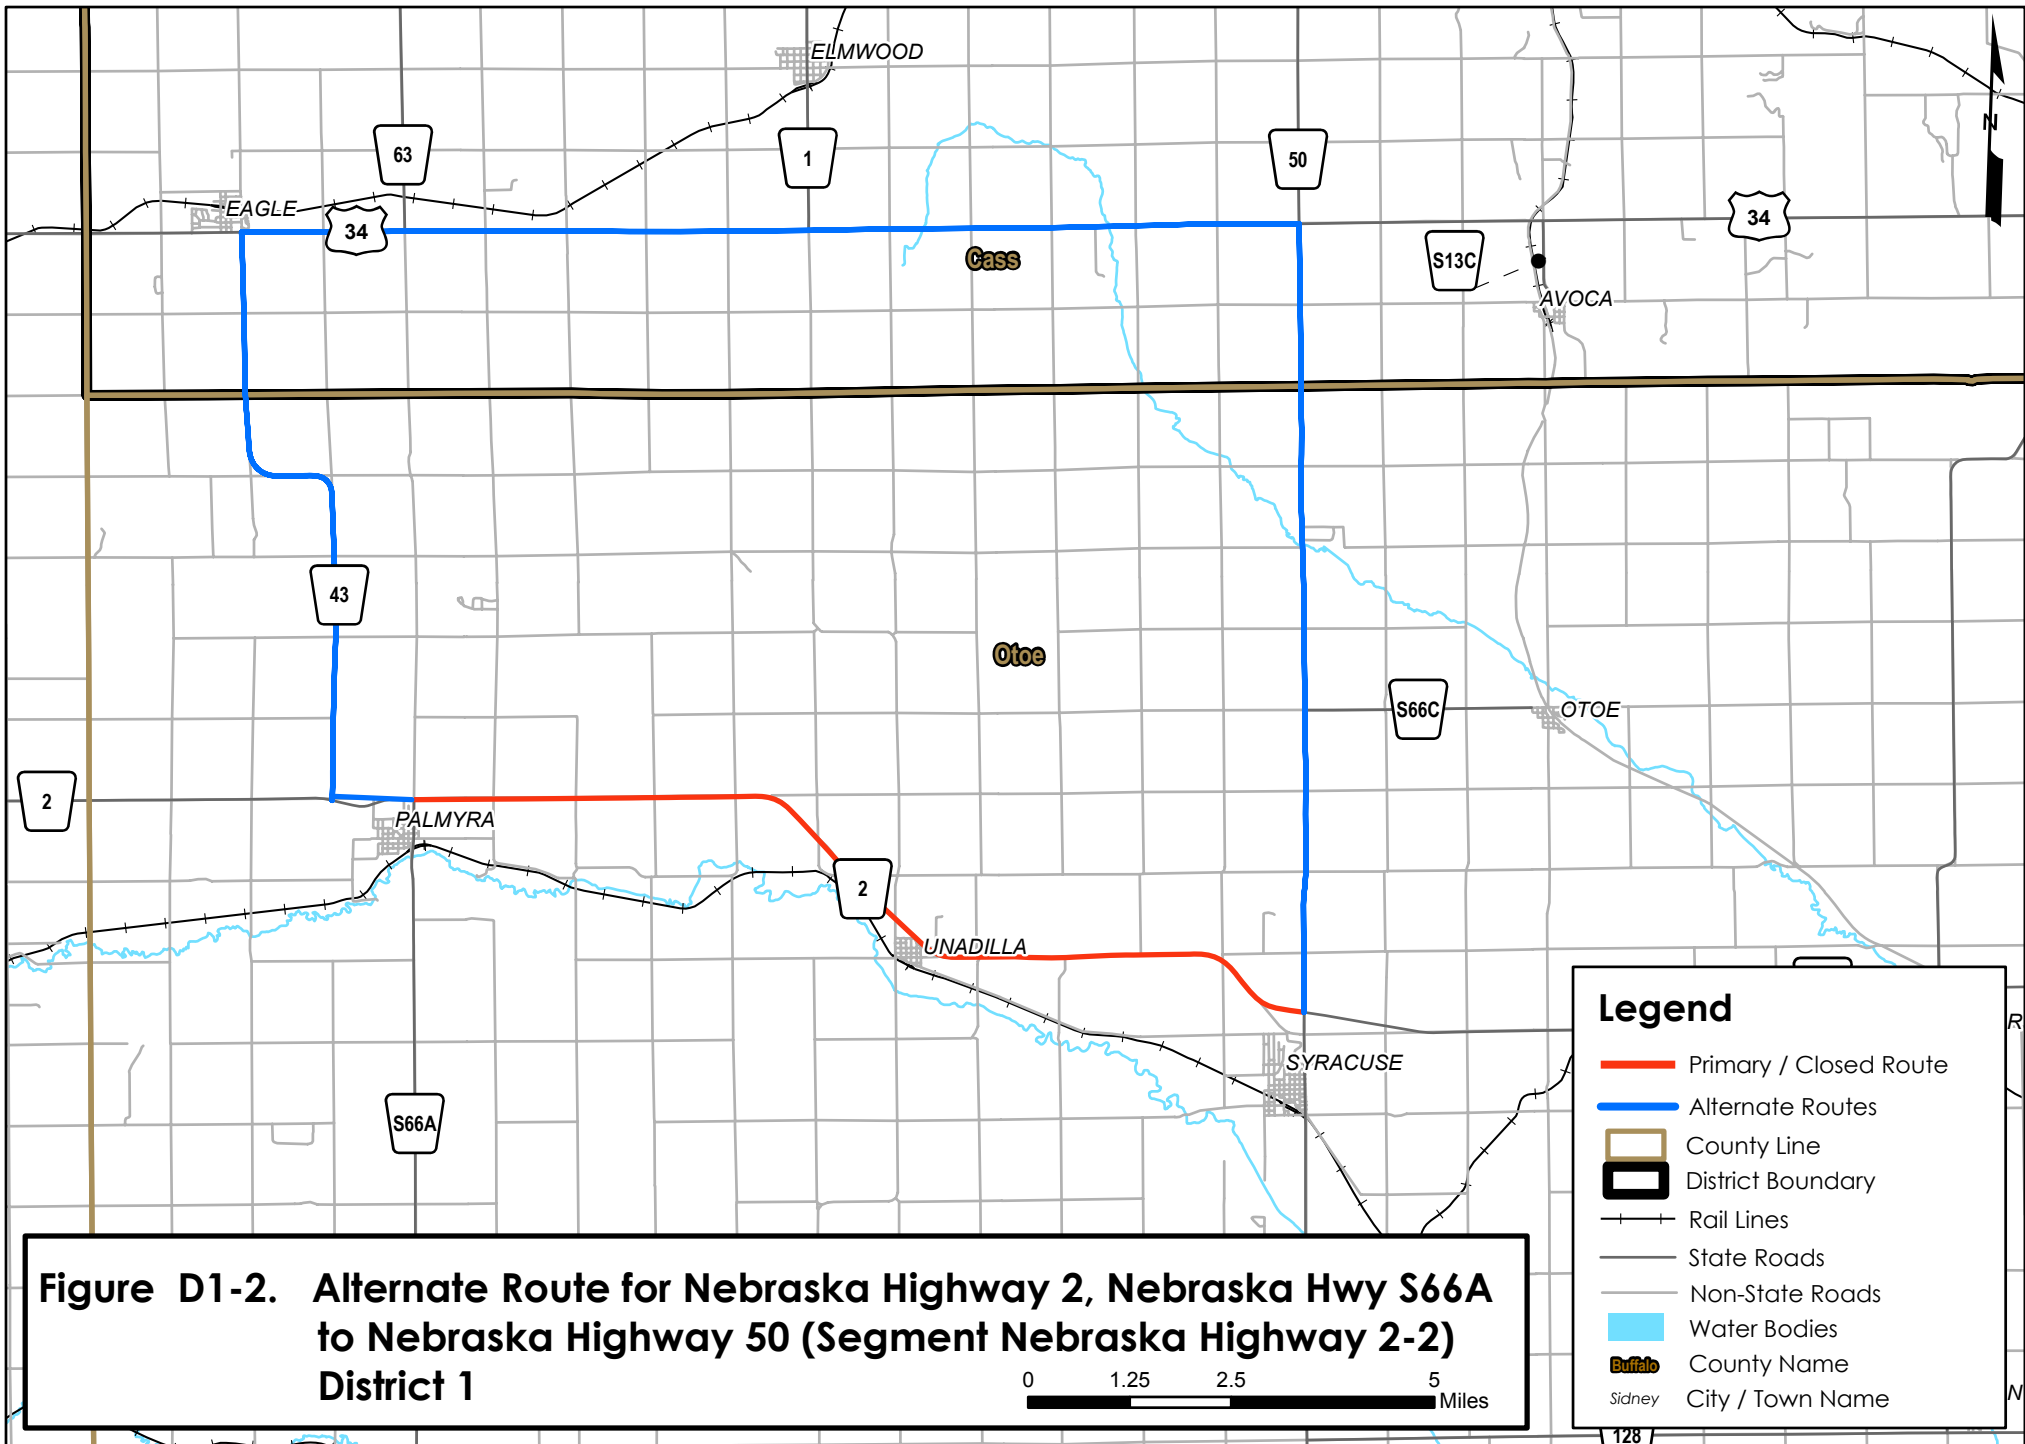 ELMWOOD
63
1
50
N
EAGLE
34
34
Cass
S13C
AVOCA
43
Otoe
S66C
OTOE
2
PALMYRA
2
UNADILLA
SYRACUSE
S66A
R
N
128
Legend
Primary / Closed Route
Alternate Routes
County Line
District Boundary
Rail Lines
State Roads
Non-State Roads
Water Bodies
Buffalo County Name
Sidney City / Town Name
Figure D1-2. Alternate Route for Nebraska Highway 2, Nebraska Hwy S66A
to Nebraska Highway 50 (Segment Nebraska Highway 2-2)
District 1
0 1.25 2.5 5
Miles